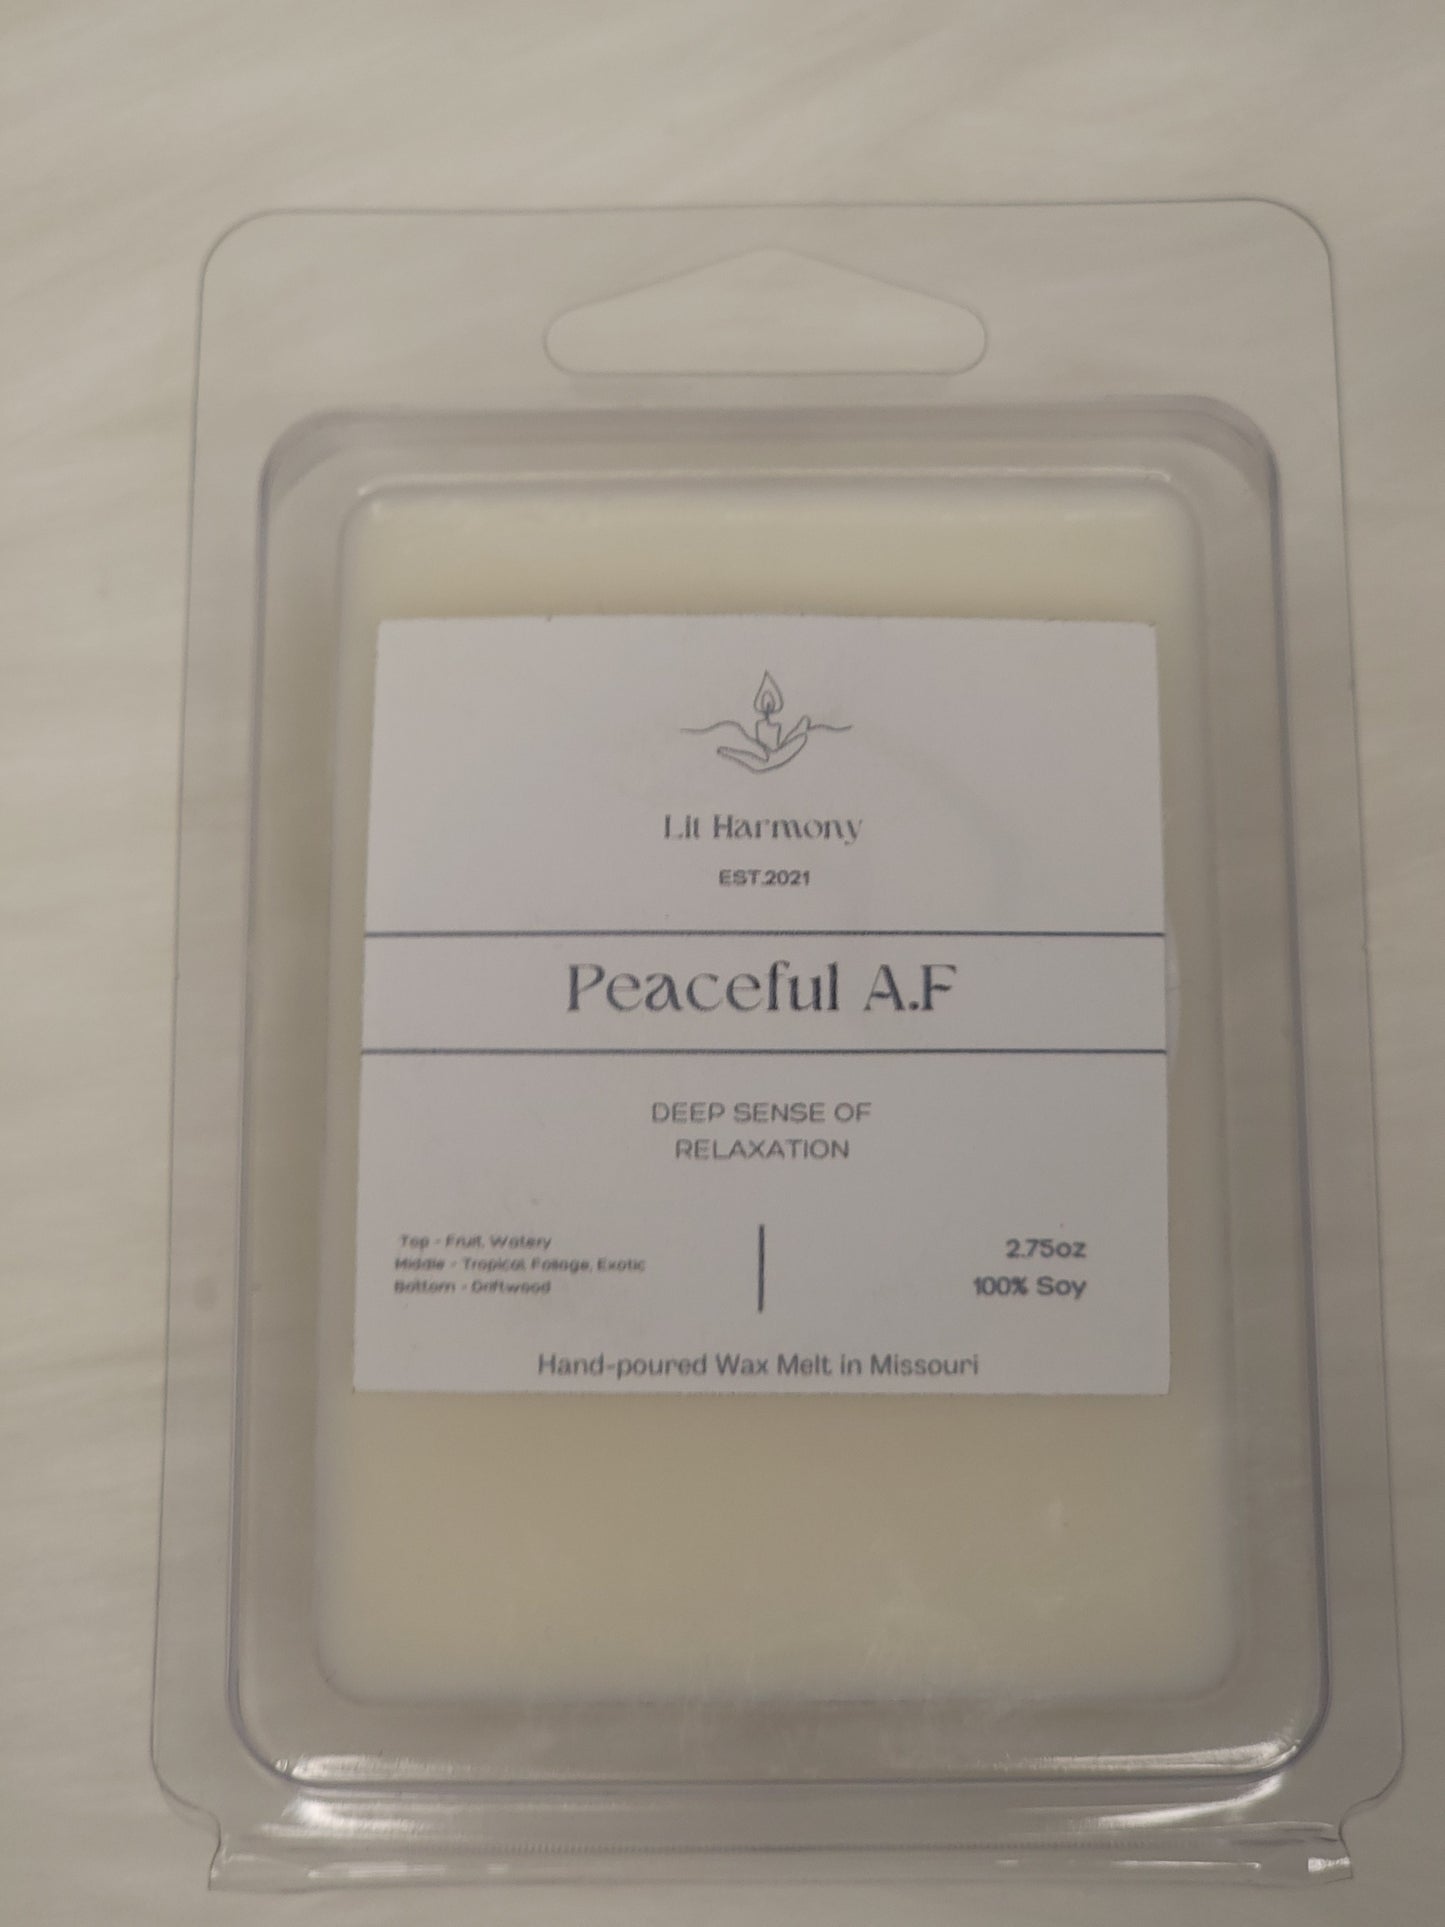 Lit Harmony
EST.2021
Peaceful A.F
DEEP SENSE OF
RELAXATION
Top - Fruit, Watery
Middle - Tropical, Foliage, Exotic
Bottom - Driftwood
2.75oz
100% Soy
Hand-poured Wax Melt in Missouri